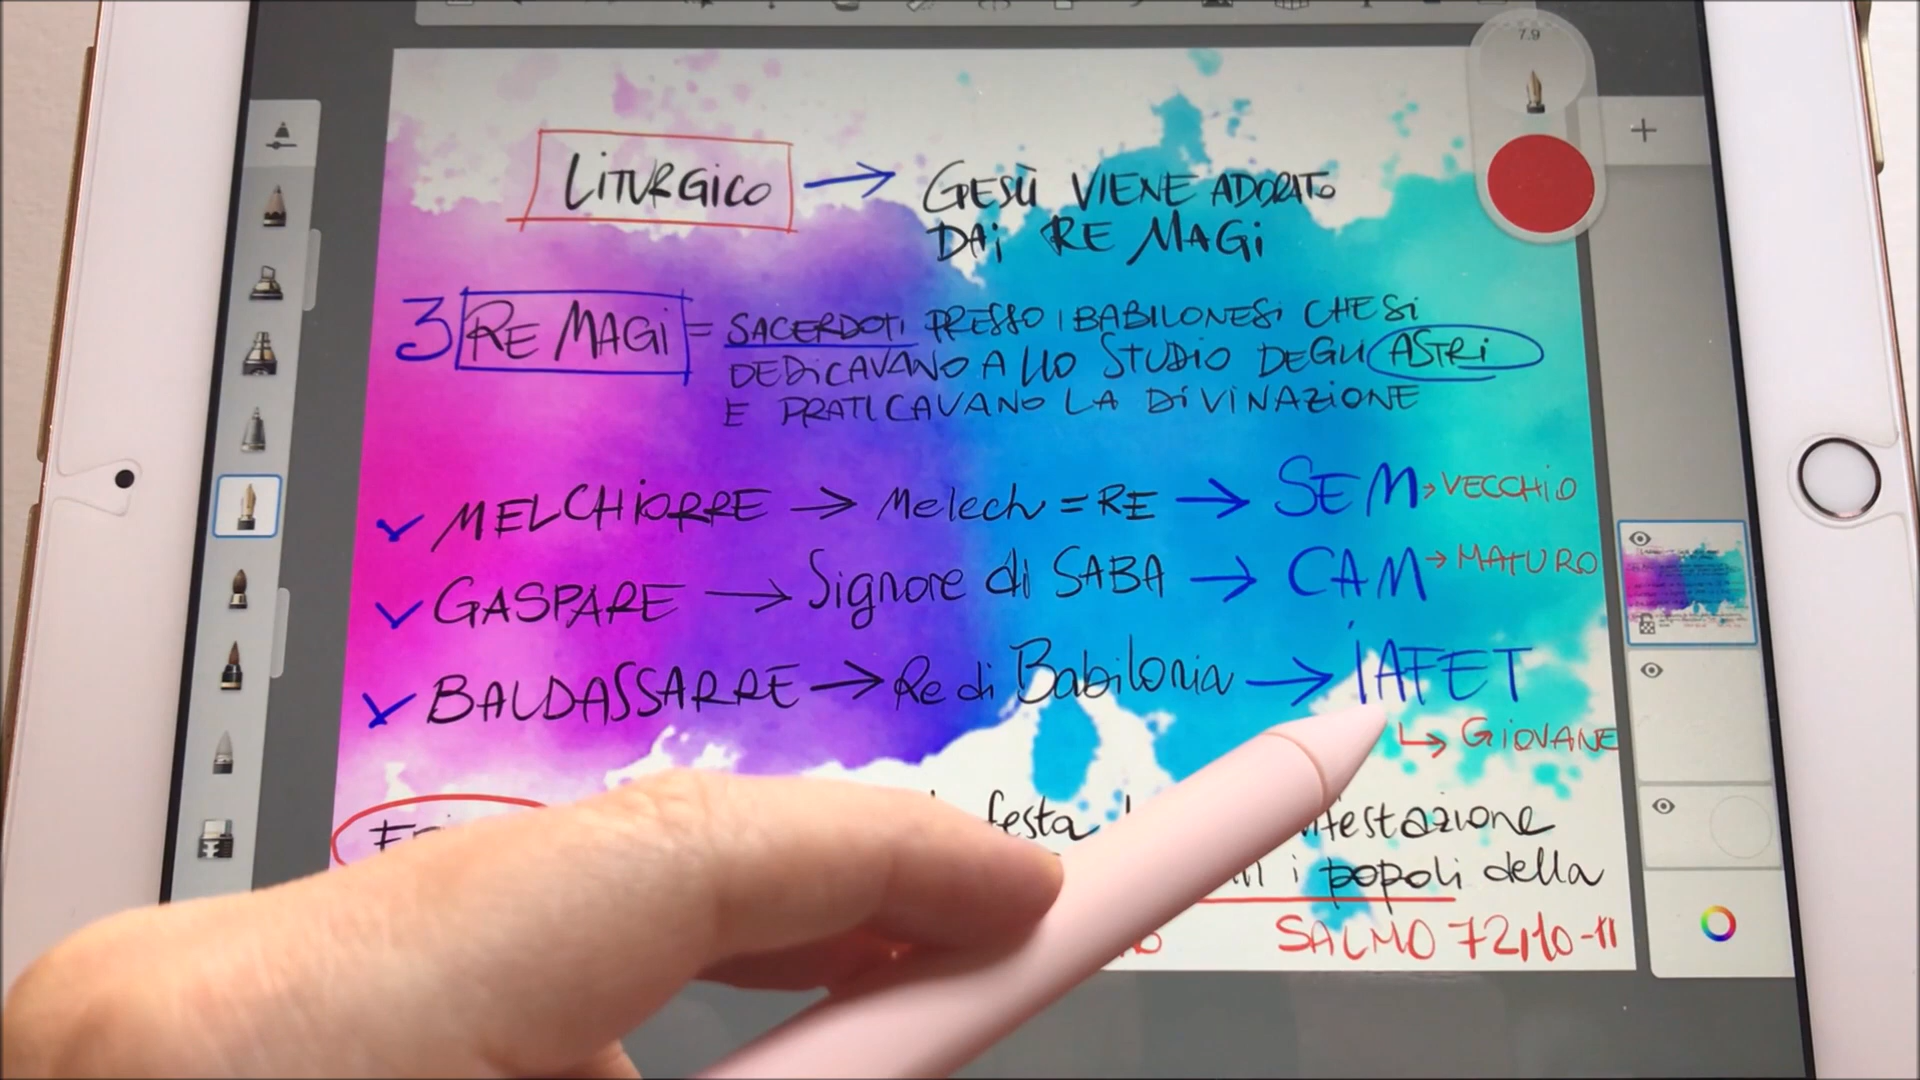 7.9
LiTURGiCO → GESÙ VIENE ADORATO
DAi RE MAGi
3 RE MAGi = SACERDOTi PRESSO I BABILONESi CHE Si
DEDiCAVANO ALLO STUDIO DEGLI ASTRi
E PRATICAVANO LA DiViNAZiONE
MELCHIORRE → Melech = RE → SEM → VECCHIO
GASPARE → Signore di SABA → CAM → MATURO
BALDASSARRE → Re di Babilonia → iAFET
↳ GIOVANE
festa
i popoli della
SALMO 72,10-11